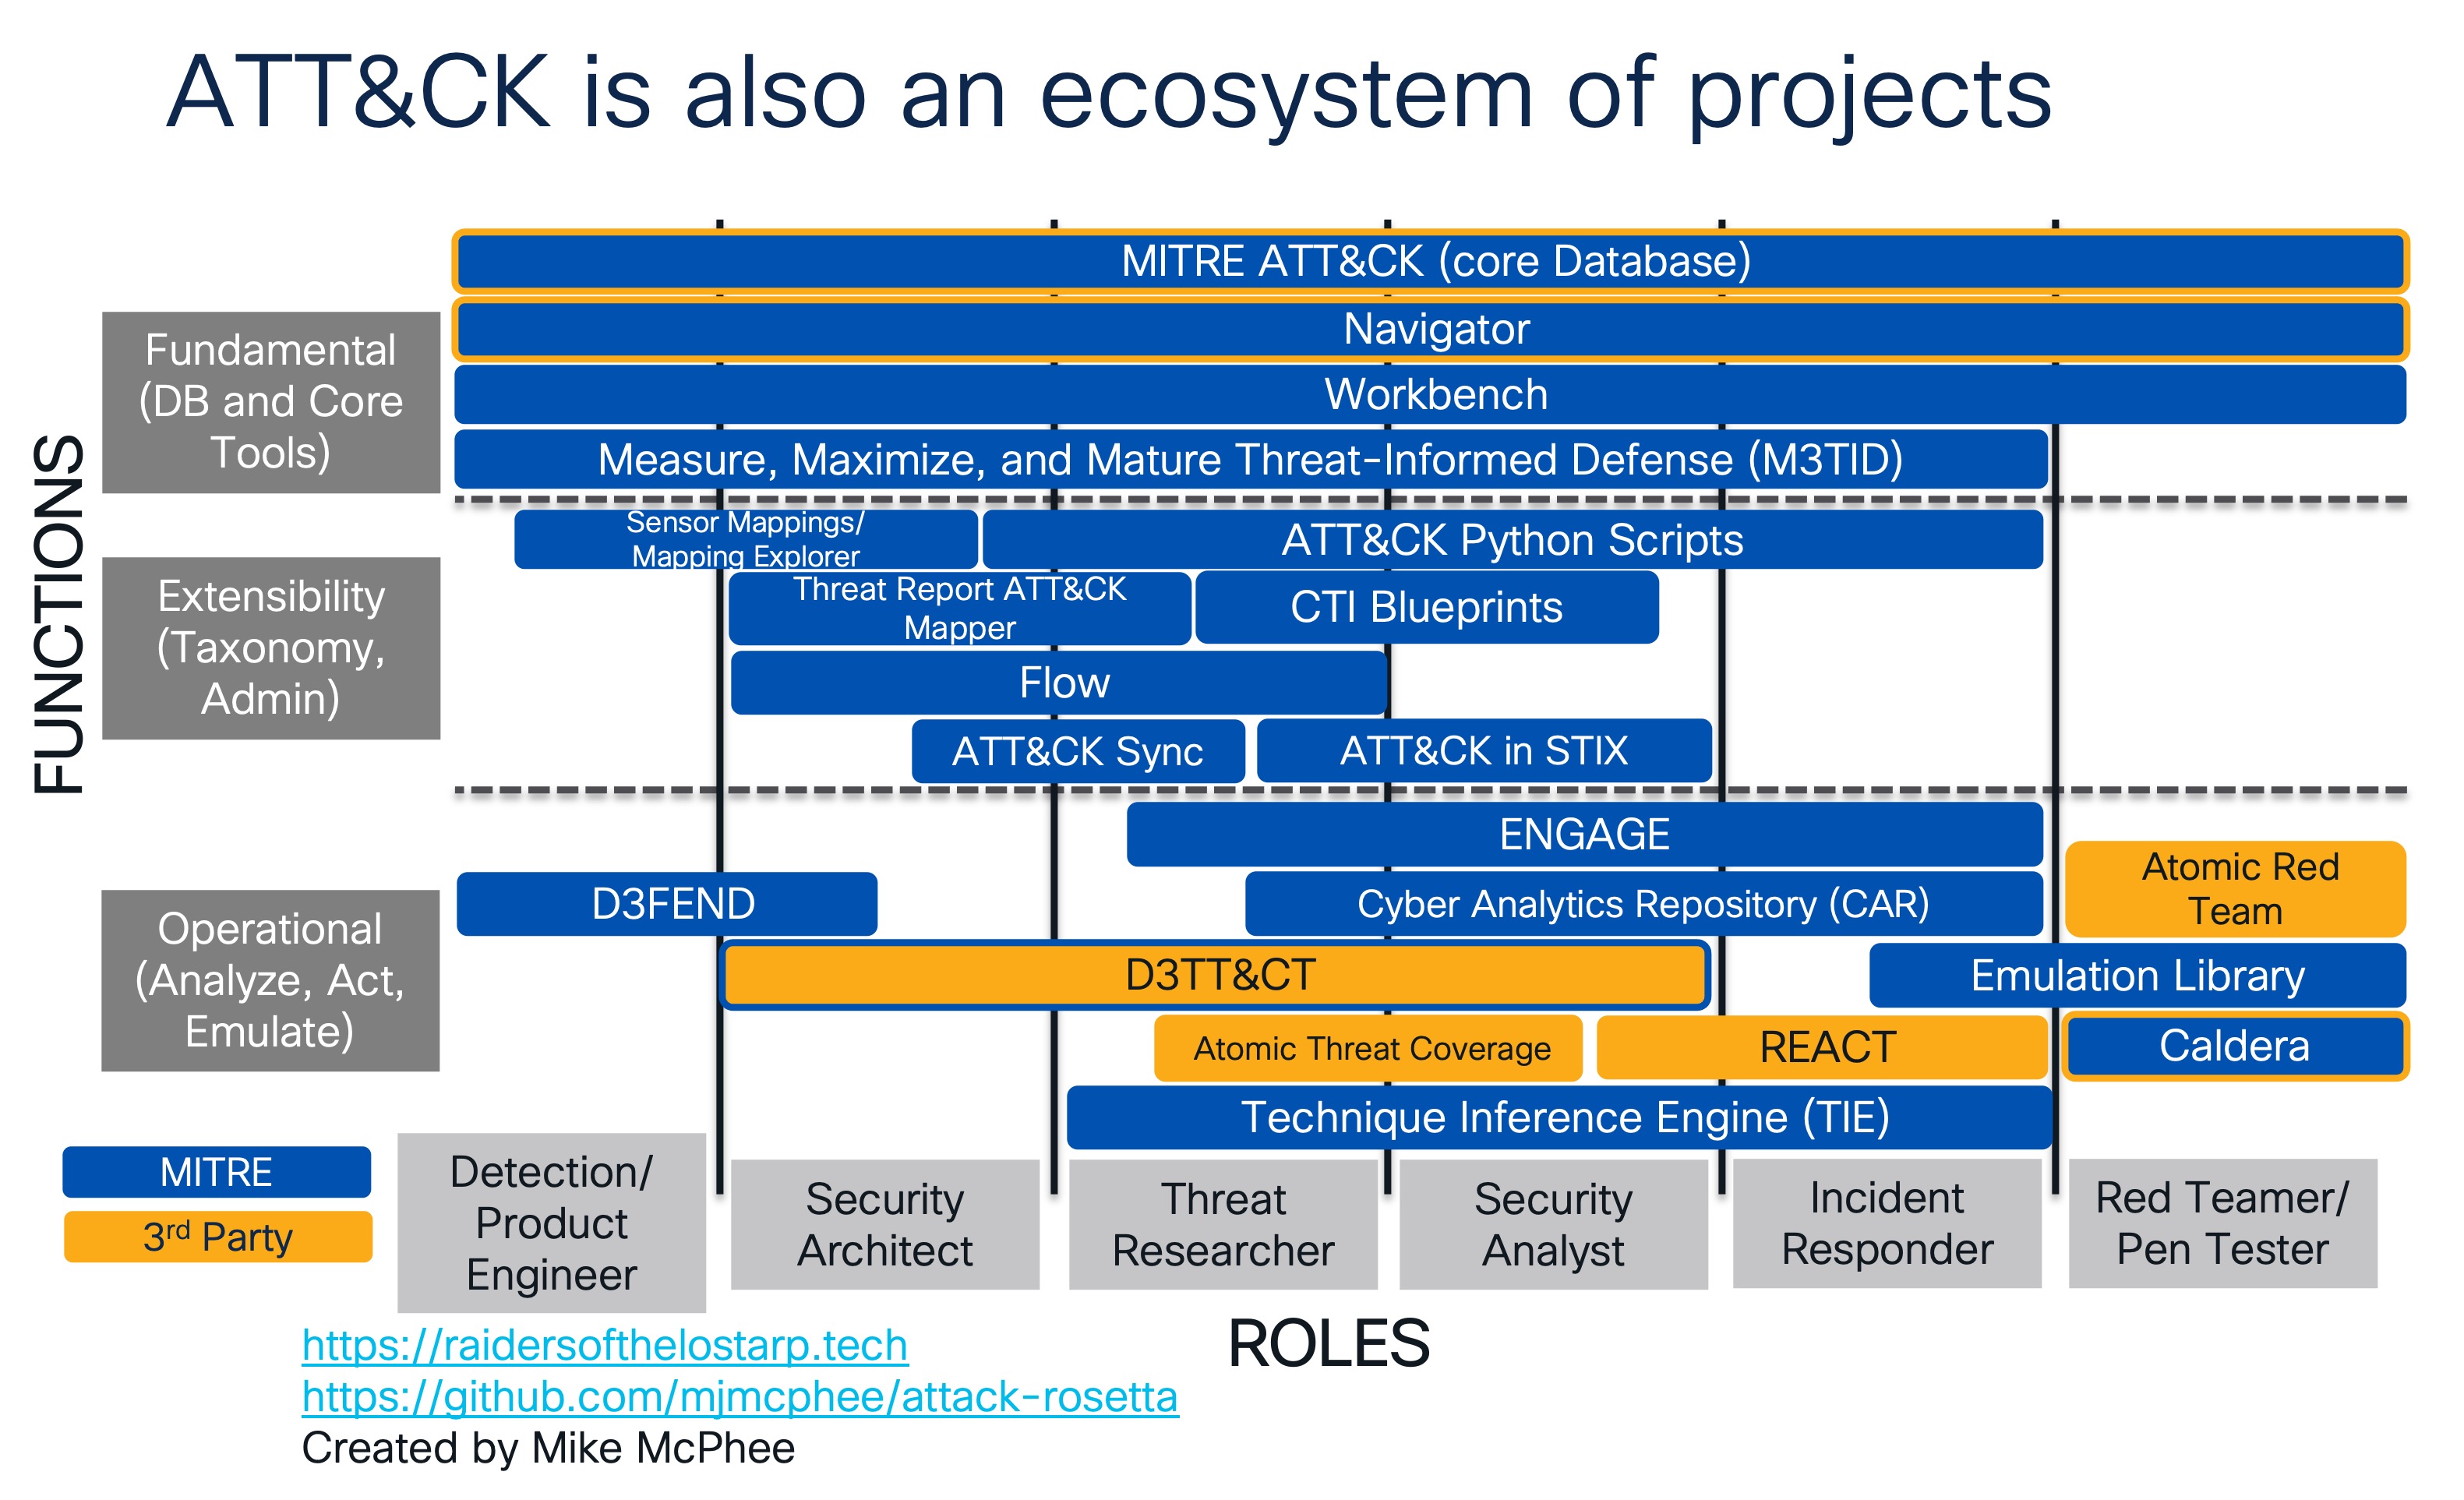 ATT&CK is also an ecosystem of projects
FUNCTIONS
Fundamental
(DB and Core
Tools)
MITRE ATT&CK (core Database)
Navigator
Workbench
Measure, Maximize, and Mature Threat-Informed Defense (M3TID)
Extensibility
(Taxonomy,
Admin)
Sensor Mappings/
Mapping Explorer
ATT&CK Python Scripts
Threat Report ATT&CK
Mapper
CTI Blueprints
Flow
ATT&CK Sync
ATT&CK in STIX
Operational
(Analyze, Act,
Emulate)
ENGAGE
D3FEND
Cyber Analytics Repository (CAR)
Atomic Red
Team
D3TT&CT
Emulation Library
Atomic Threat Coverage
REACT
Caldera
Technique Inference Engine (TIE)
MITRE
3rd Party
Detection/
Product
Engineer
Security
Architect
Threat
Researcher
Security
Analyst
Incident
Responder
Red Teamer/
Pen Tester
ROLES
https://raidersofthelostarp.tech
https://github.com/mjmcphee/attack-rosetta
Created by Mike McPhee